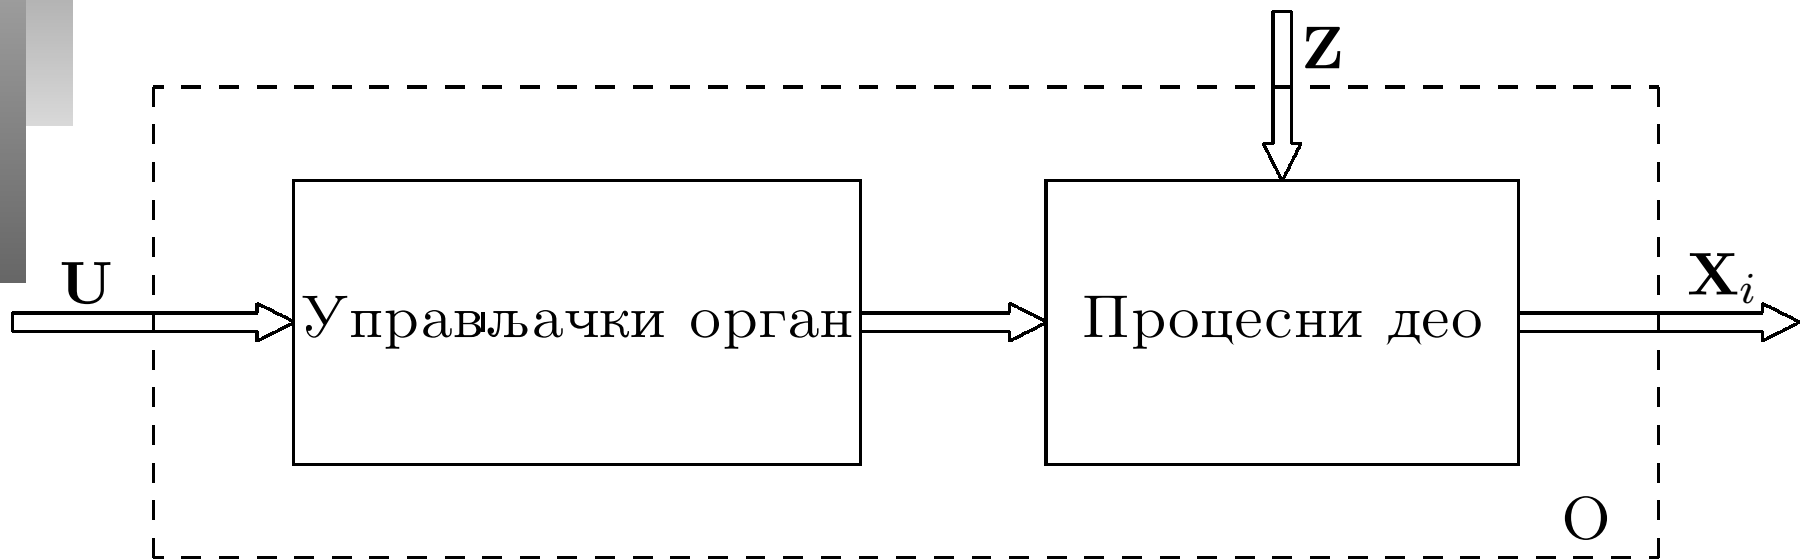 Z
U
X_i
Управљачки орган
Процесни део
О